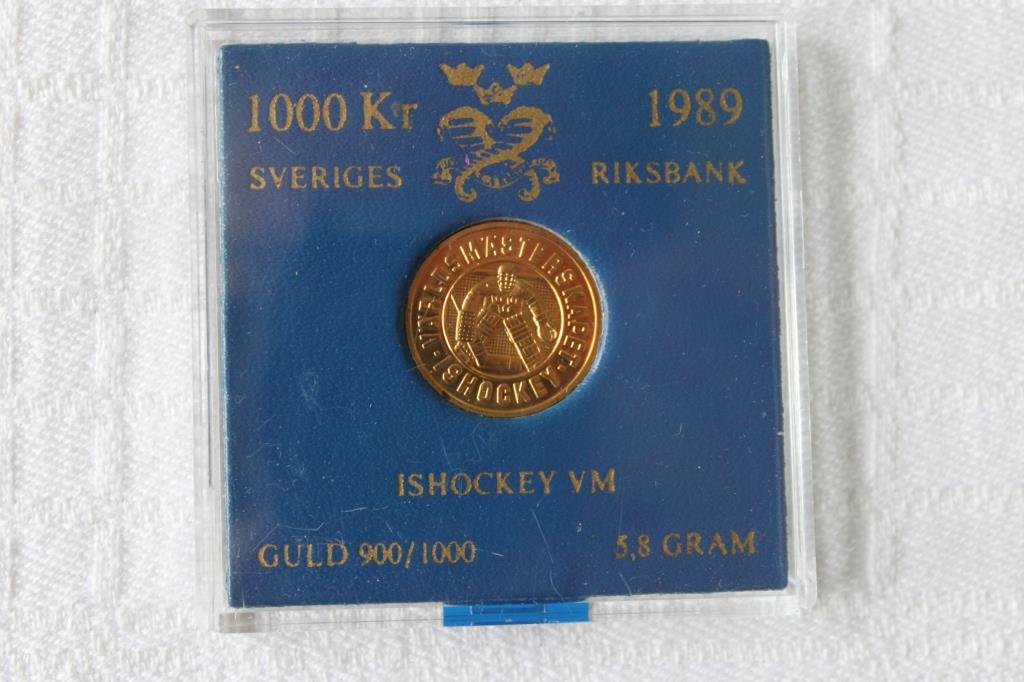 1000 Kr
1989
SVERIGES
RIKSBANK
VÄRLDSMÄSTERSKAPET
ISHOCKEY
ISHOCKEY VM
GULD 900/1000
5,8 GRAM